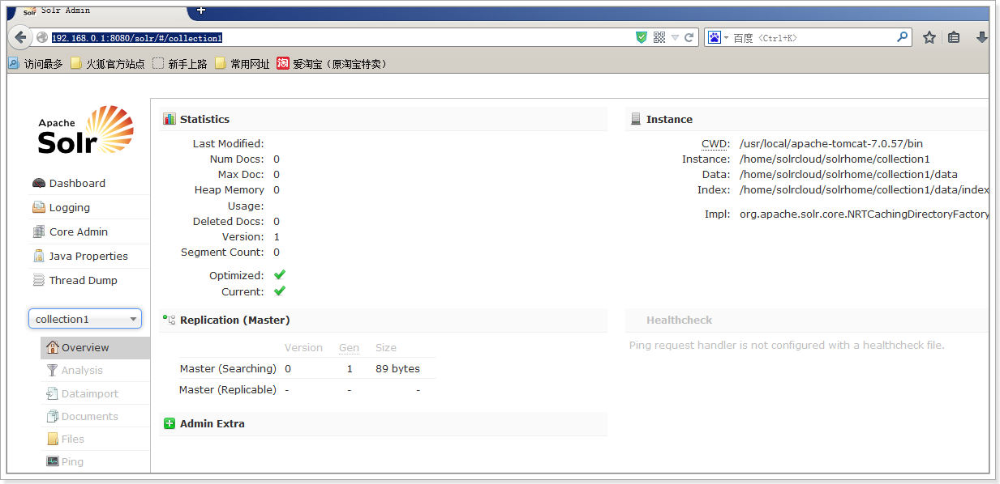 Solr Solr Admin
192.168.0.1:8080/solr/#/collection1
百度 <Ctrl+K>
访问最多 火狐官方站点 新手上路 常用网址 淘 爱淘宝（原淘宝特卖）
Apache
Solr
Dashboard
Logging
Core Admin
Java Properties
Thread Dump
collection1
Overview
Analysis
Dataimport
Documents
Files
Ping
Statistics
Last Modified:
Num Docs: 0
Max Doc: 0
Heap Memory 0
Usage:
Deleted Docs: 0
Version: 1
Segment Count: 0
Optimized:
Current:
Replication (Master)
Version Gen Size
Master (Searching) 0 1 89 bytes
Master (Replicable) - - -
Admin Extra
Instance
CWD: /usr/local/apache-tomcat-7.0.57/bin
Instance: /home/solrcloud/solrhome/collection1
Data: /home/solrcloud/solrhome/collection1/data
Index: /home/solrcloud/solrhome/collection1/data/index
Impl: org.apache.solr.core.NRTCachingDirectoryFactory
Healthcheck
Ping request handler is not configured with a healthcheck file.